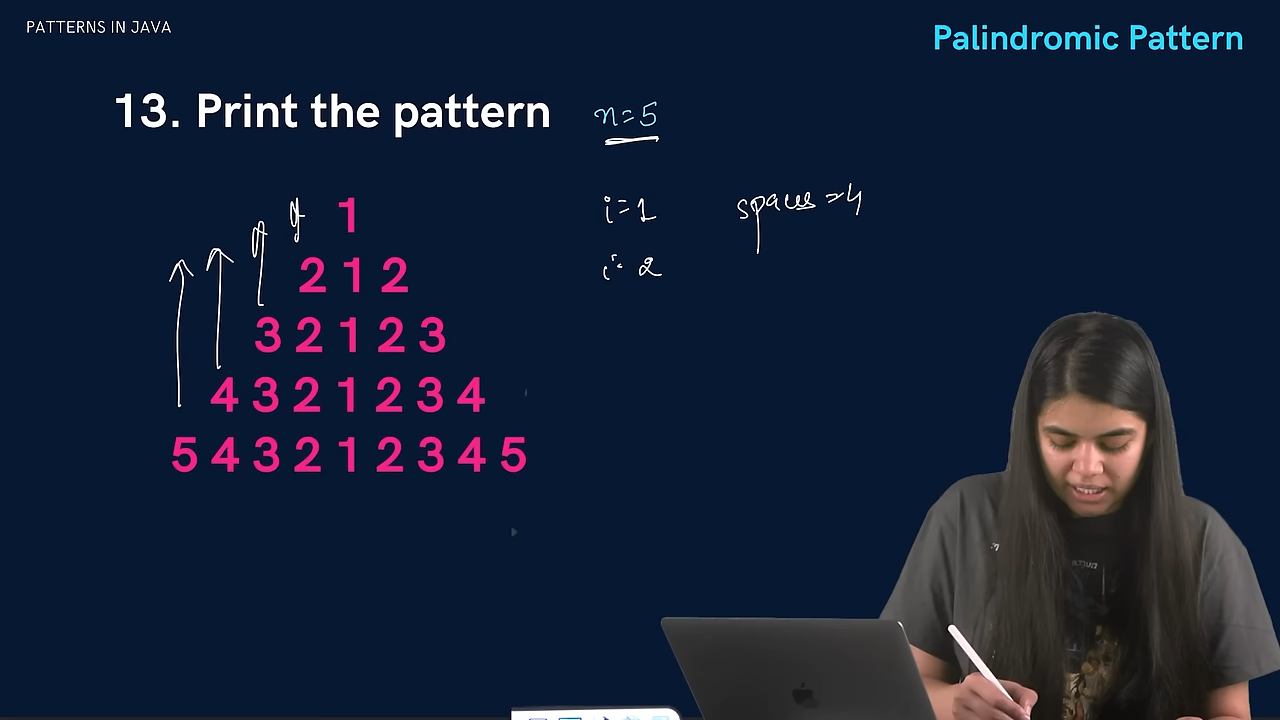 PATTERNS IN JAVA
Palindromic Pattern
13. Print the pattern n=5
1
2 1 2
3 2 1 2 3
4 3 2 1 2 3 4
5 4 3 2 1 2 3 4 5
i=1 spaces=4
i=2